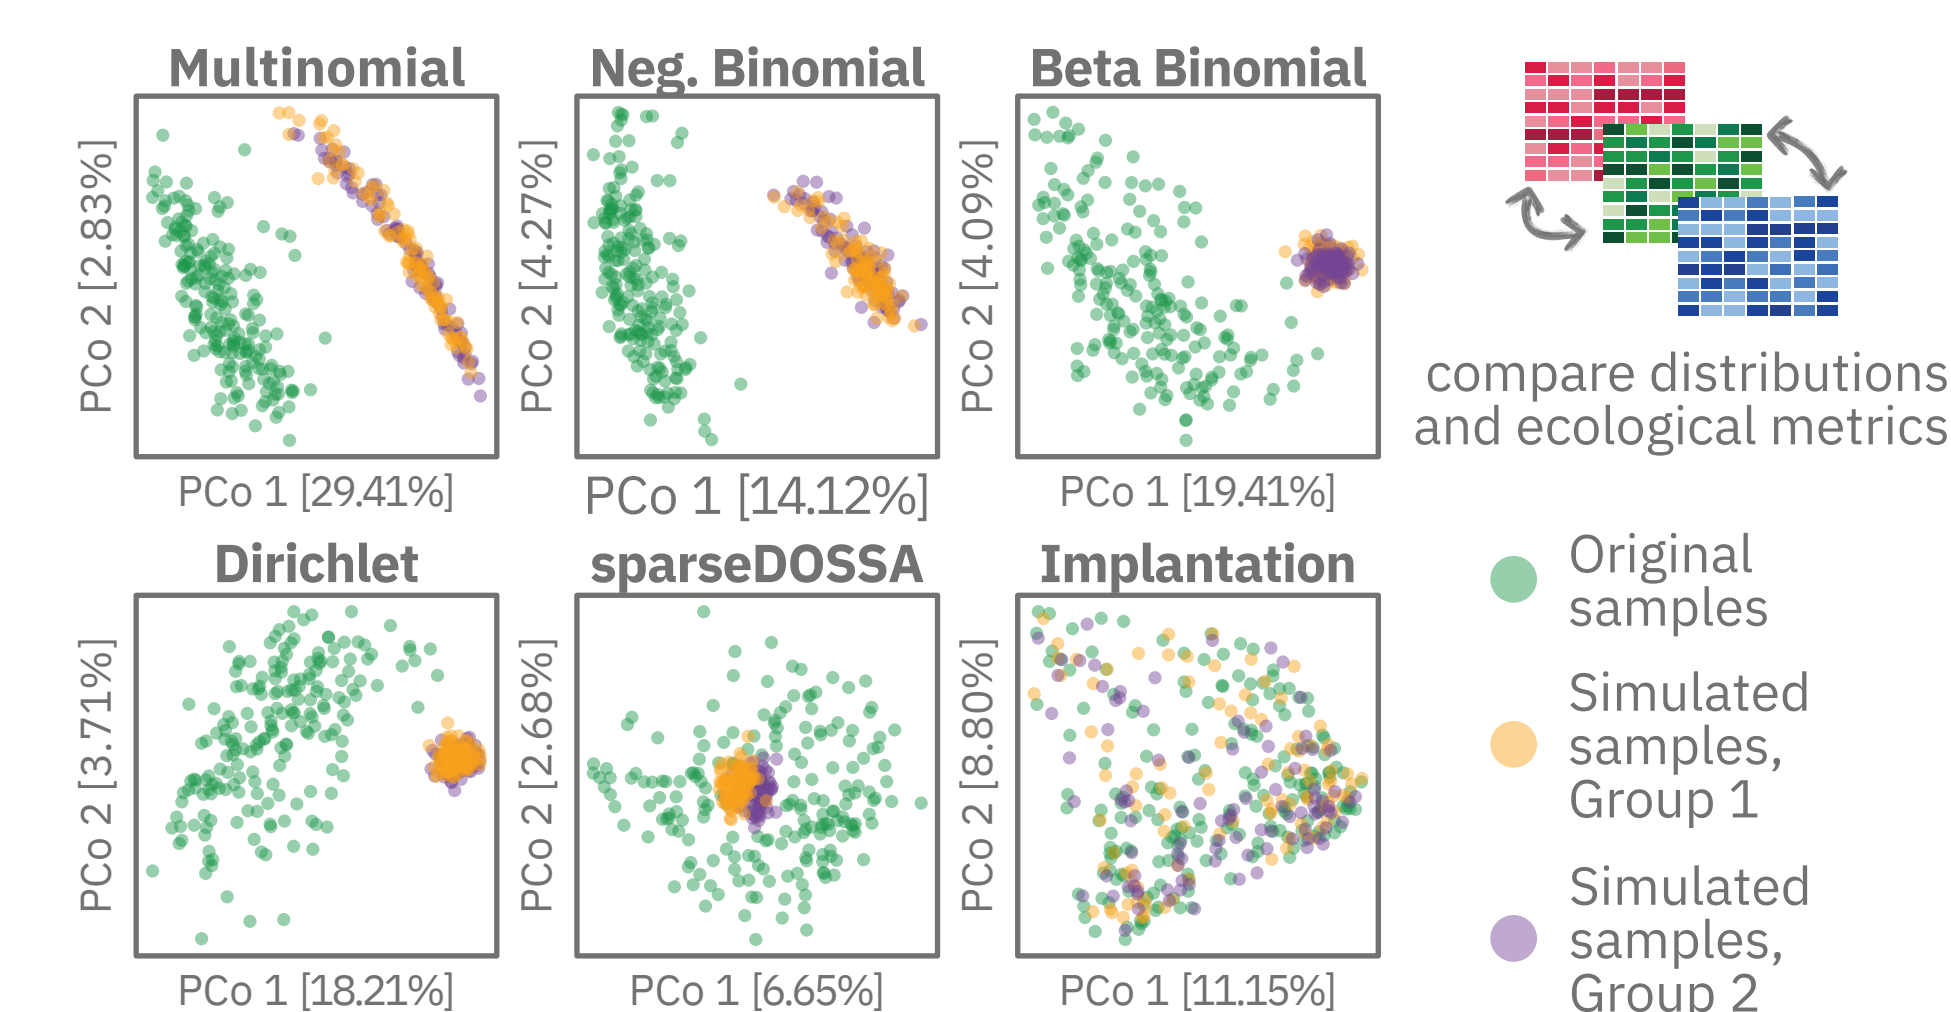 Multinomial
Neg. Binomial
Beta Binomial
PCo 2 [2.83%]
PCo 2 [4.27%]
PCo 2 [4.09%]
PCo 1 [29.41%]
PCo 1 [14.12%]
PCo 1 [19.41%]
compare distributions
and ecological metrics
Dirichlet
sparseDOSSA
Implantation
PCo 2 [3.71%]
PCo 2 [2.68%]
PCo 2 [8.80%]
PCo 1 [18.21%]
PCo 1 [6.65%]
PCo 1 [11.15%]
Original
samples
Simulated
samples,
Group 1
Simulated
samples,
Group 2